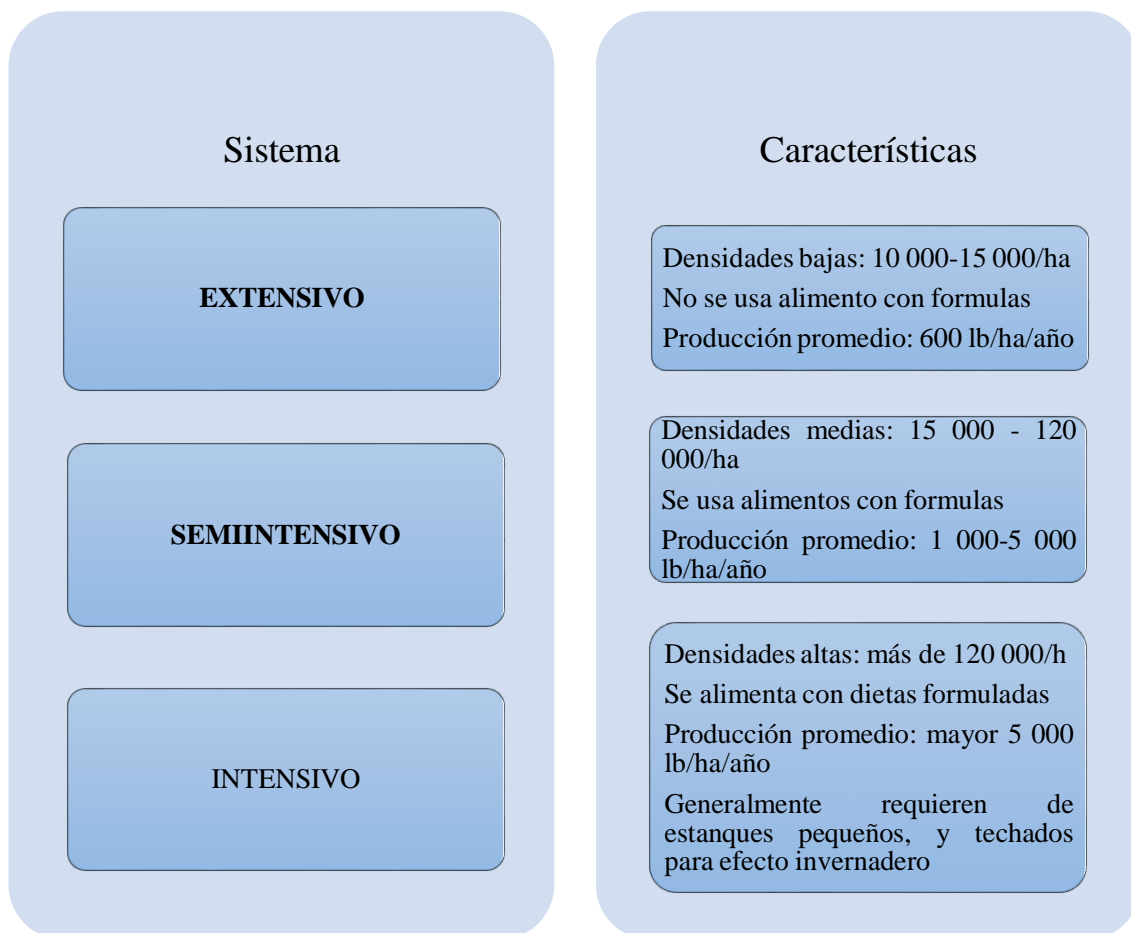 Sistema
EXTENSIVO
SEMIINTENSIVO
INTENSIVO
Características
Densidades bajas: 10 000-15 000/ha
No se usa alimento con formulas
Producción promedio: 600 lb/ha/año
Densidades medias: 15 000 - 120
000/ha
Se usa alimentos con formulas
Producción promedio: 1 000-5 000
lb/ha/año
Densidades altas: más de 120 000/h
Se alimenta con dietas formuladas
Producción promedio: mayor 5 000
lb/ha/año
Generalmente requieren de
estanques pequeños, y techados
para efecto invernadero